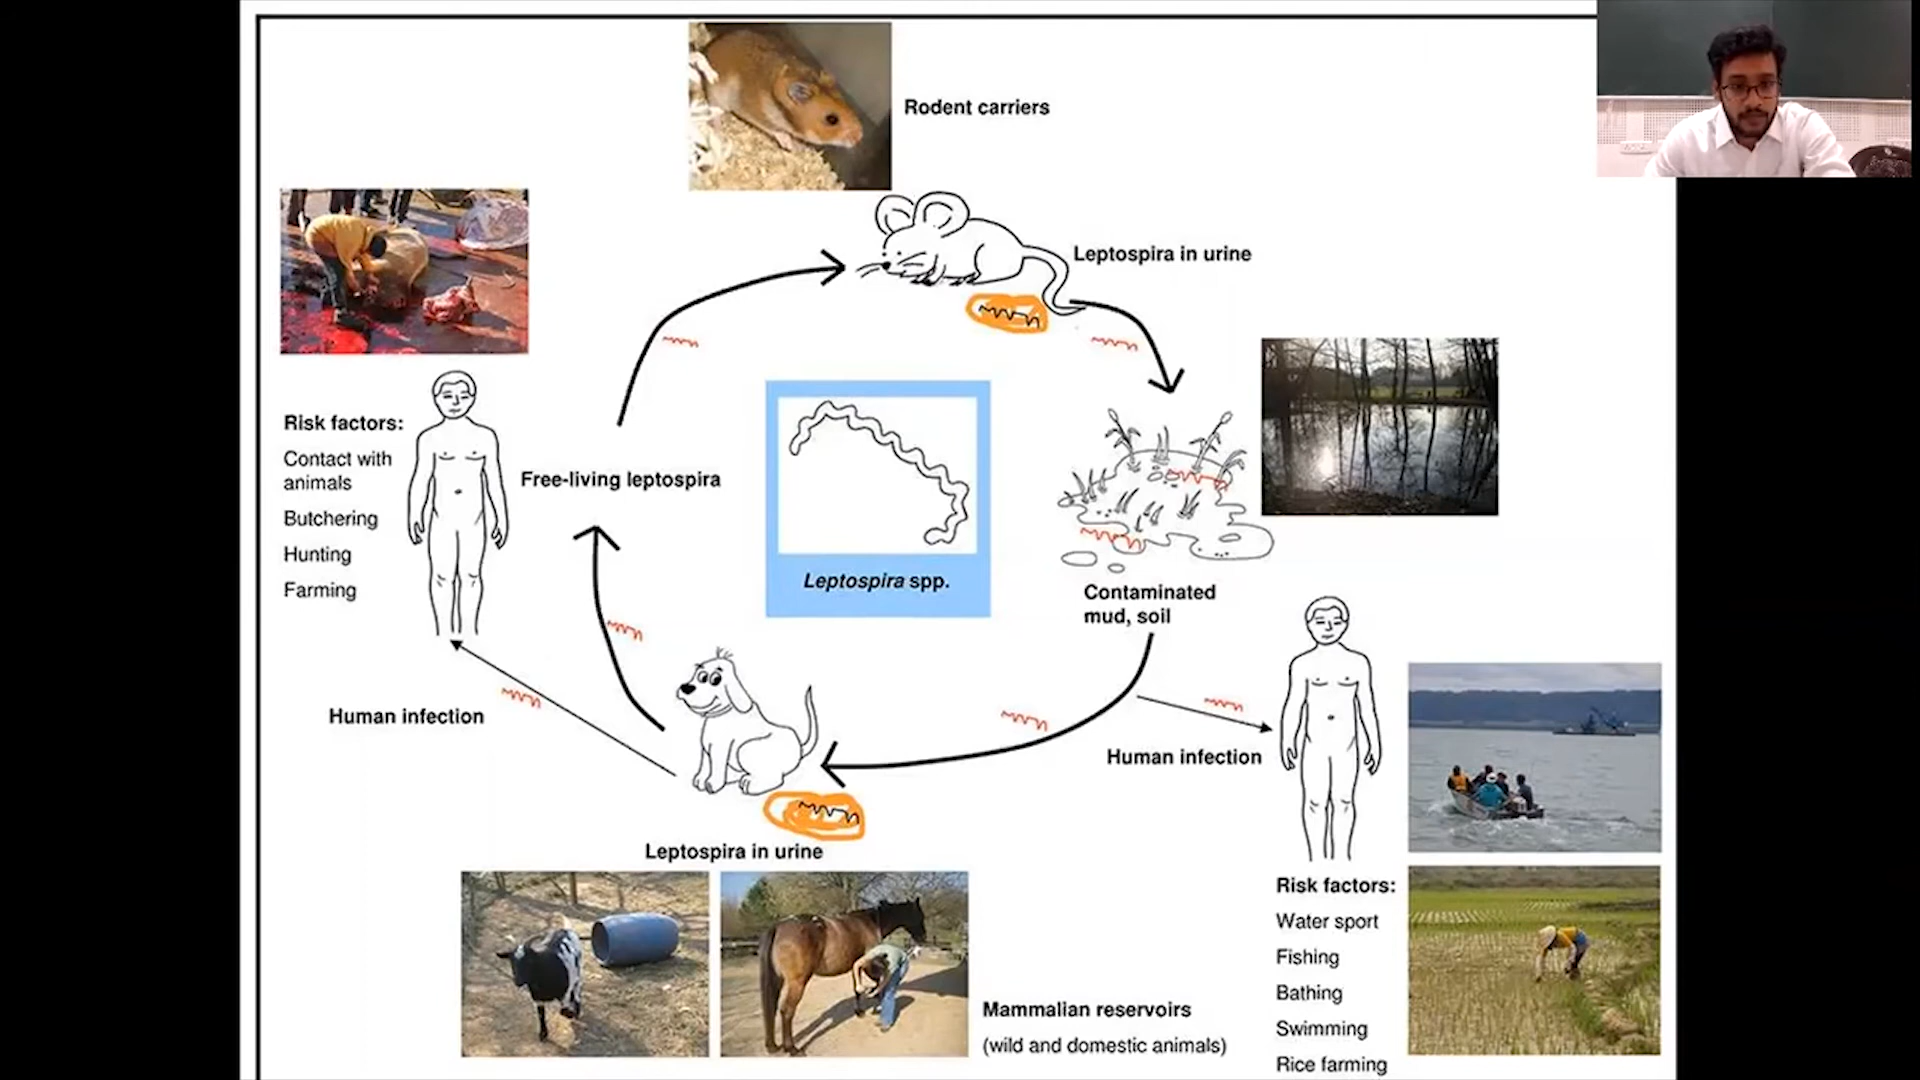 Rodent carriers
Leptospira in urine
Risk factors:
Contact with
animals
Butchering
Hunting
Farming
Free-living leptospira
Leptospira spp.
Contaminated
mud, soil
Human infection
Human infection
Leptospira in urine
Risk factors:
Water sport
Fishing
Bathing
Swimming
Rice farming
Mammalian reservoirs
(wild and domestic animals)